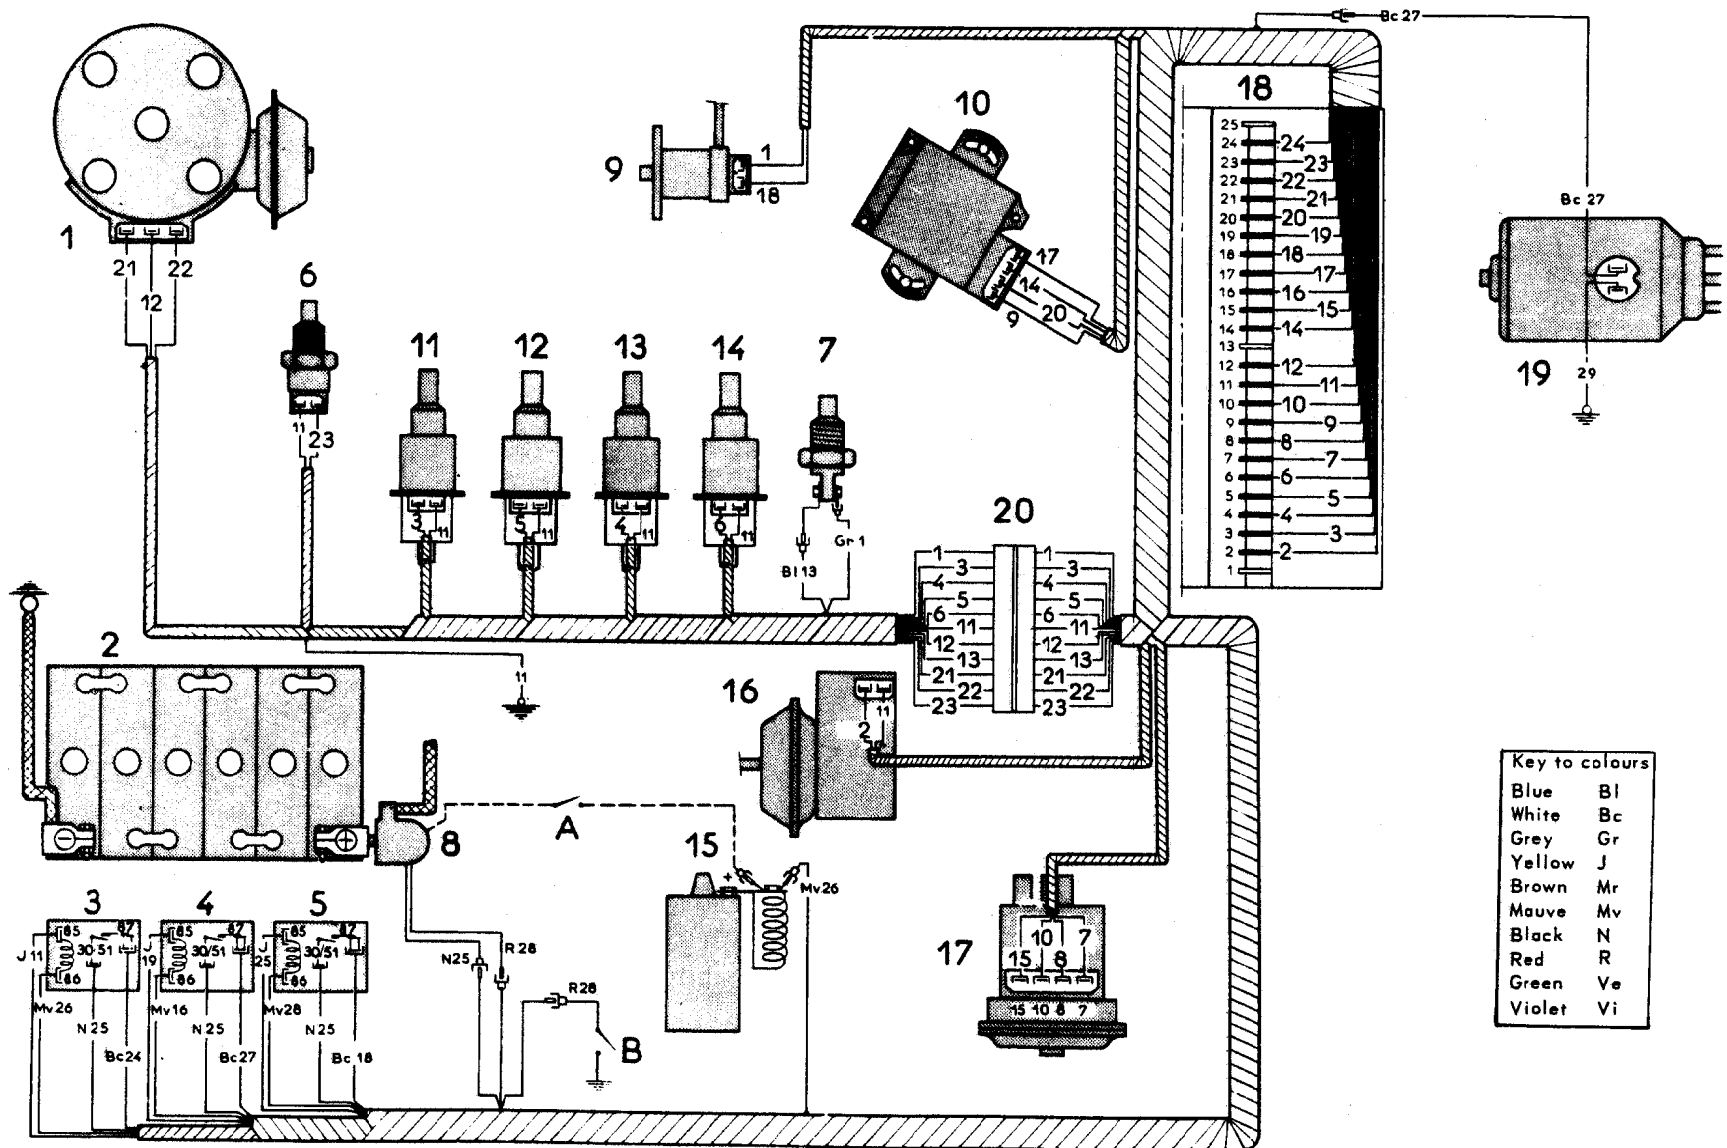 1
21
22
12
6
11
23
11
3
11
12
5
11
13
4
11
14
6
11
7
Bl 13
Gr 1
9
1
18
10
17
14
20
9
Bc 27
18
25
24 24
23 23
22 22
21 21
20 20
19 19
18 18
17 17
16 16
15 15
14 14
13
12 12
11 11
10 10
9 9
8 8
7 7
6 6
5 5
4 4
3 3
2 2
1
Bc 27
19
29
20
1 1
3 3
4 4
5 5
6 6
11 11
12 12
13 13
21 21
22 22
23 23
11
2
8
A
15
+
Mv26
16
2
11
17
10 7
15 8
15 10 8 7
3
85
87
30/51
86
J 11
Mv26
N 25
Bc24
4
85
87
30/51
86
J 19
Mv16
N 25
Bc27
5
85
87
30/51
86
J 25
Mv28
N25
Bc 18
N25
R 28
R28
B
Key to colours
Blue Bl
White Bc
Grey Gr
Yellow J
Brown Mr
Mauve Mv
Black N
Red R
Green Ve
Violet Vi